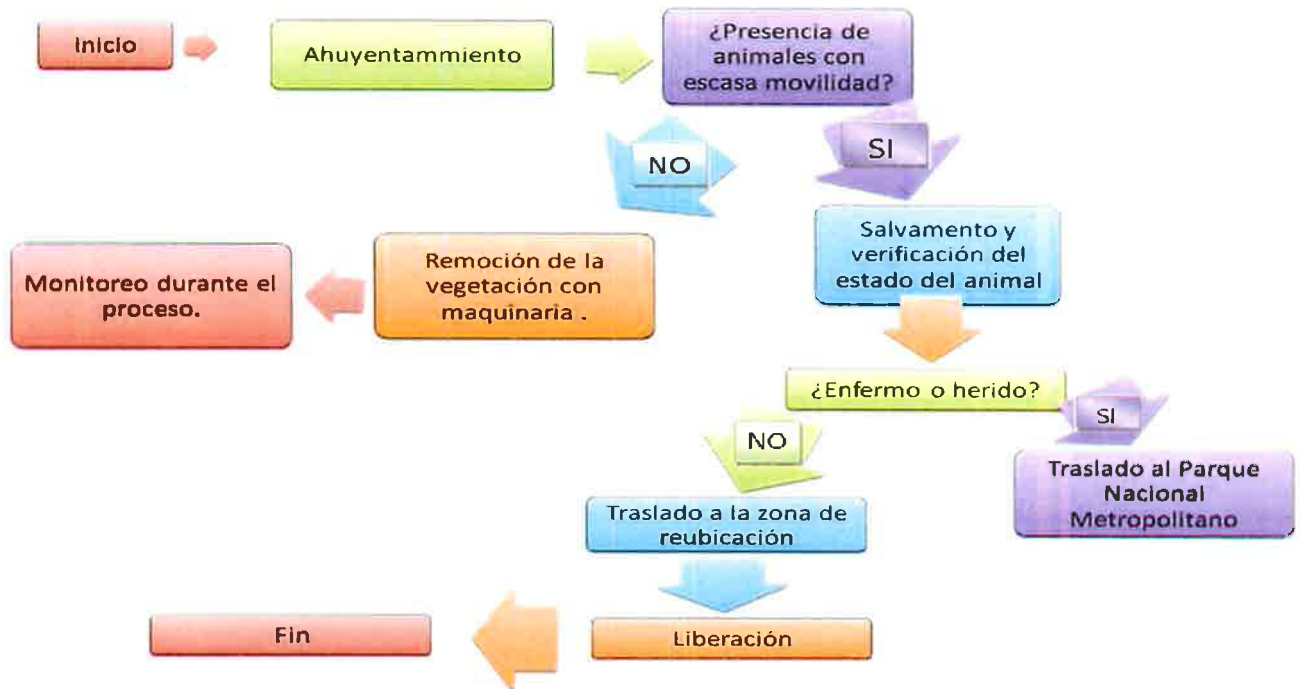 Inicio
Ahuyentammiento
¿Presencia de
animales con
escasa movilidad?
NO
SI
Salvamento y
verificación del
estado del animal
Remoción de la
vegetación con
maquinaria .
Monitoreo durante el
proceso.
¿Enfermo o herido?
NO
SI
Traslado al Parque
Nacional
Metropolitano
Traslado a la zona de
reubicación
Liberación
Fin